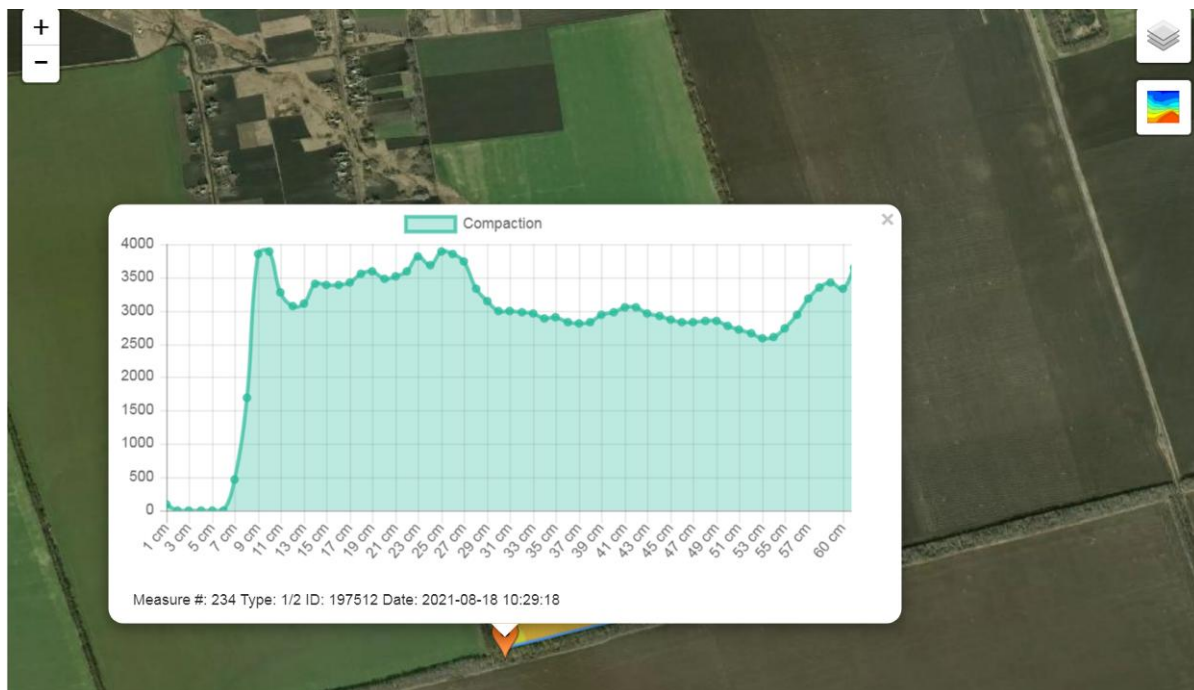 +
−
×
Compaction
4000
3500
3000
2500
2000
1500
1000
500
0
1 cm
3 cm
5 cm
7 cm
9 cm
11 cm
13 cm
15 cm
17 cm
19 cm
21 cm
23 cm
25 cm
27 cm
29 cm
31 cm
33 cm
35 cm
37 cm
39 cm
41 cm
43 cm
45 cm
47 cm
49 cm
51 cm
53 cm
55 cm
57 cm
60 cm
Measure #: 234 Type: 1/2 ID: 197512 Date: 2021-08-18 10:29:18